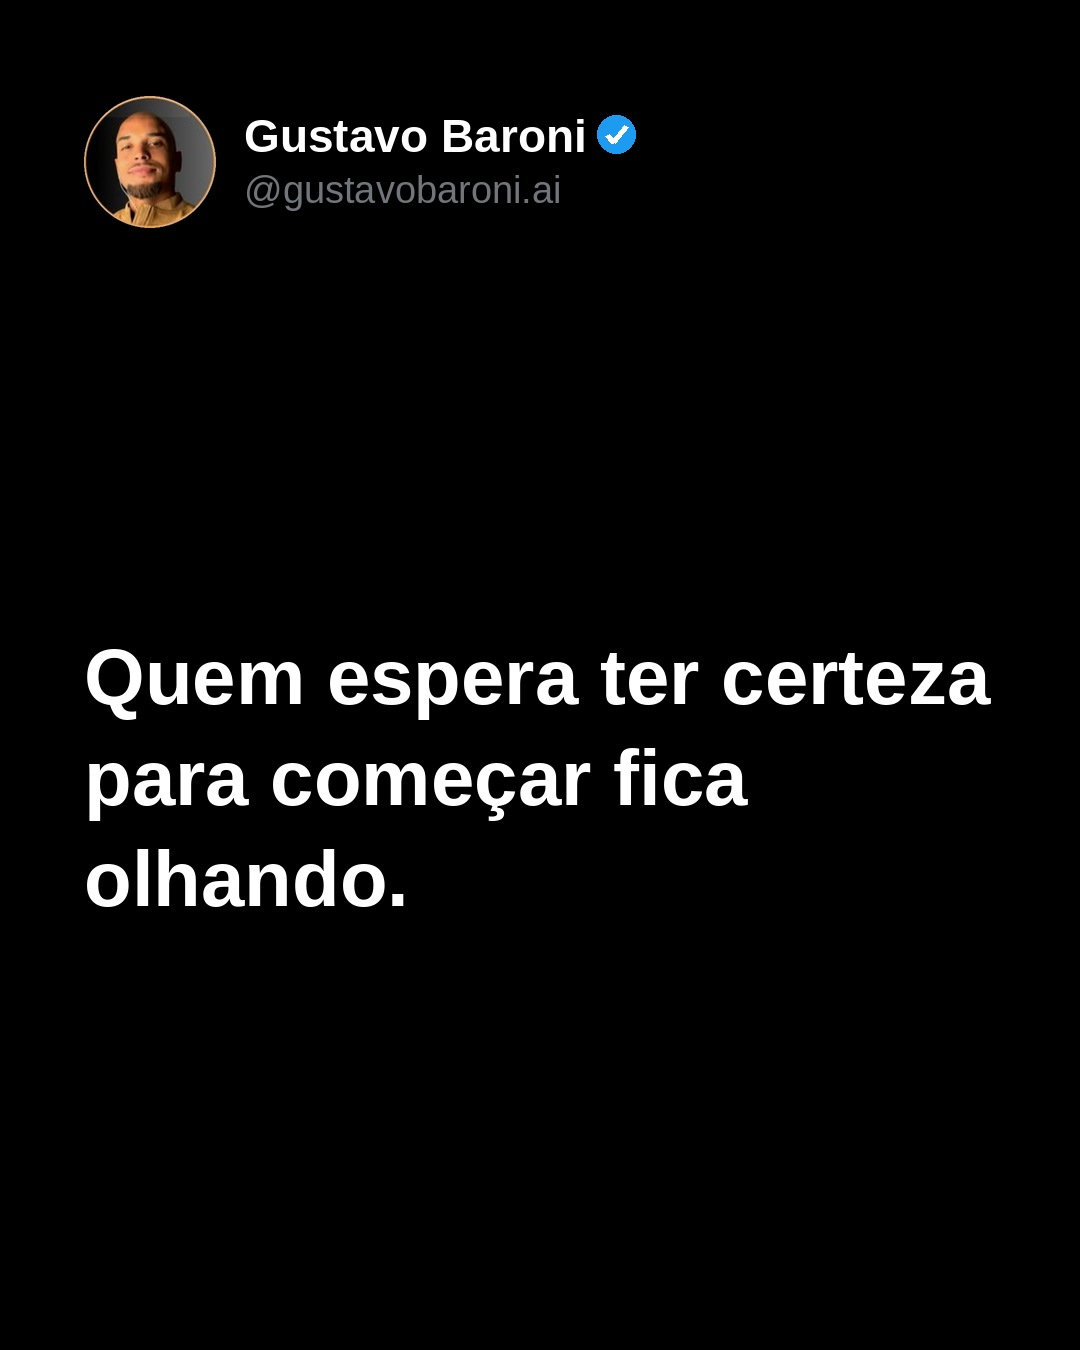 Gustavo Baroni
@gustavobaroni.ai
Quem espera ter certeza
para começar fica
olhando.